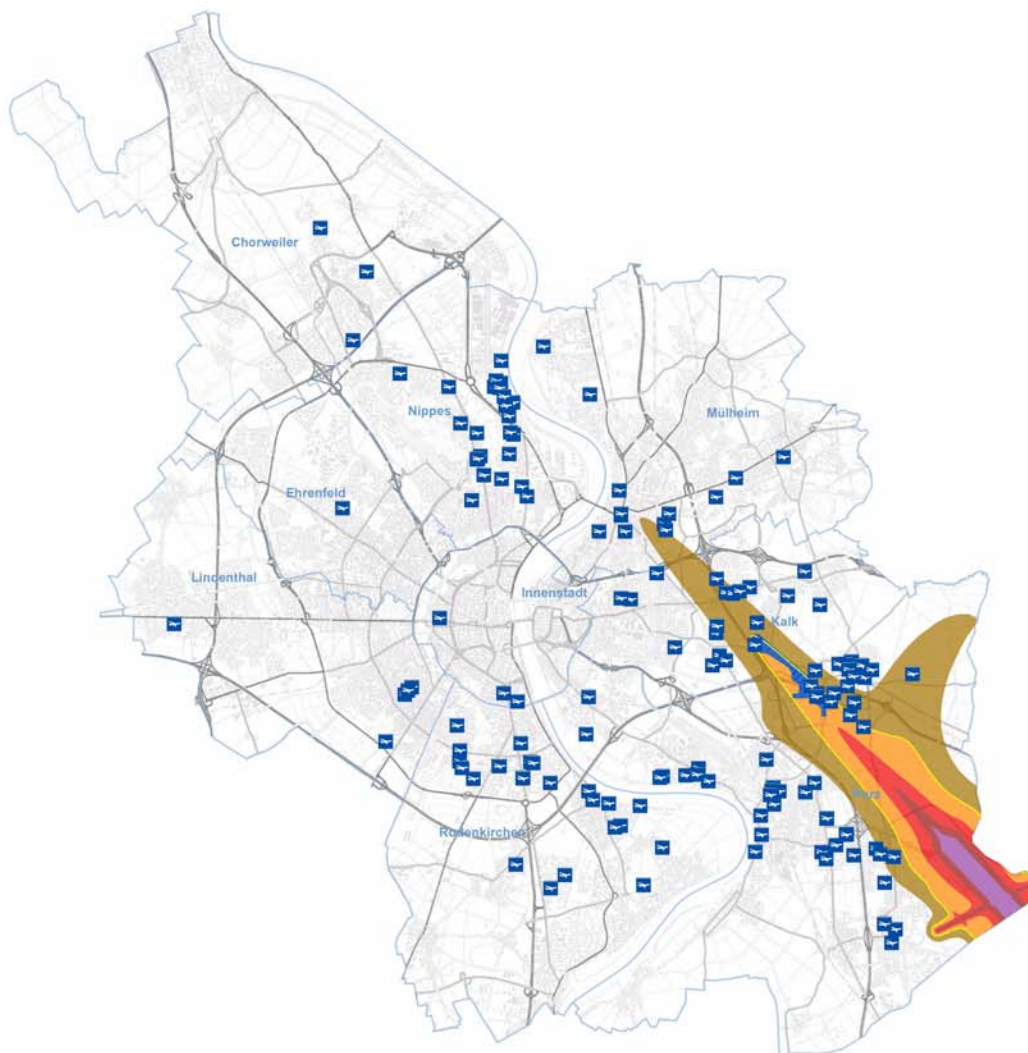 Chorweiler
Nippes
Mülheim
Ehrenfeld
Lindenthal
Innenstadt
Kalk
Porz
Rodenkirchen